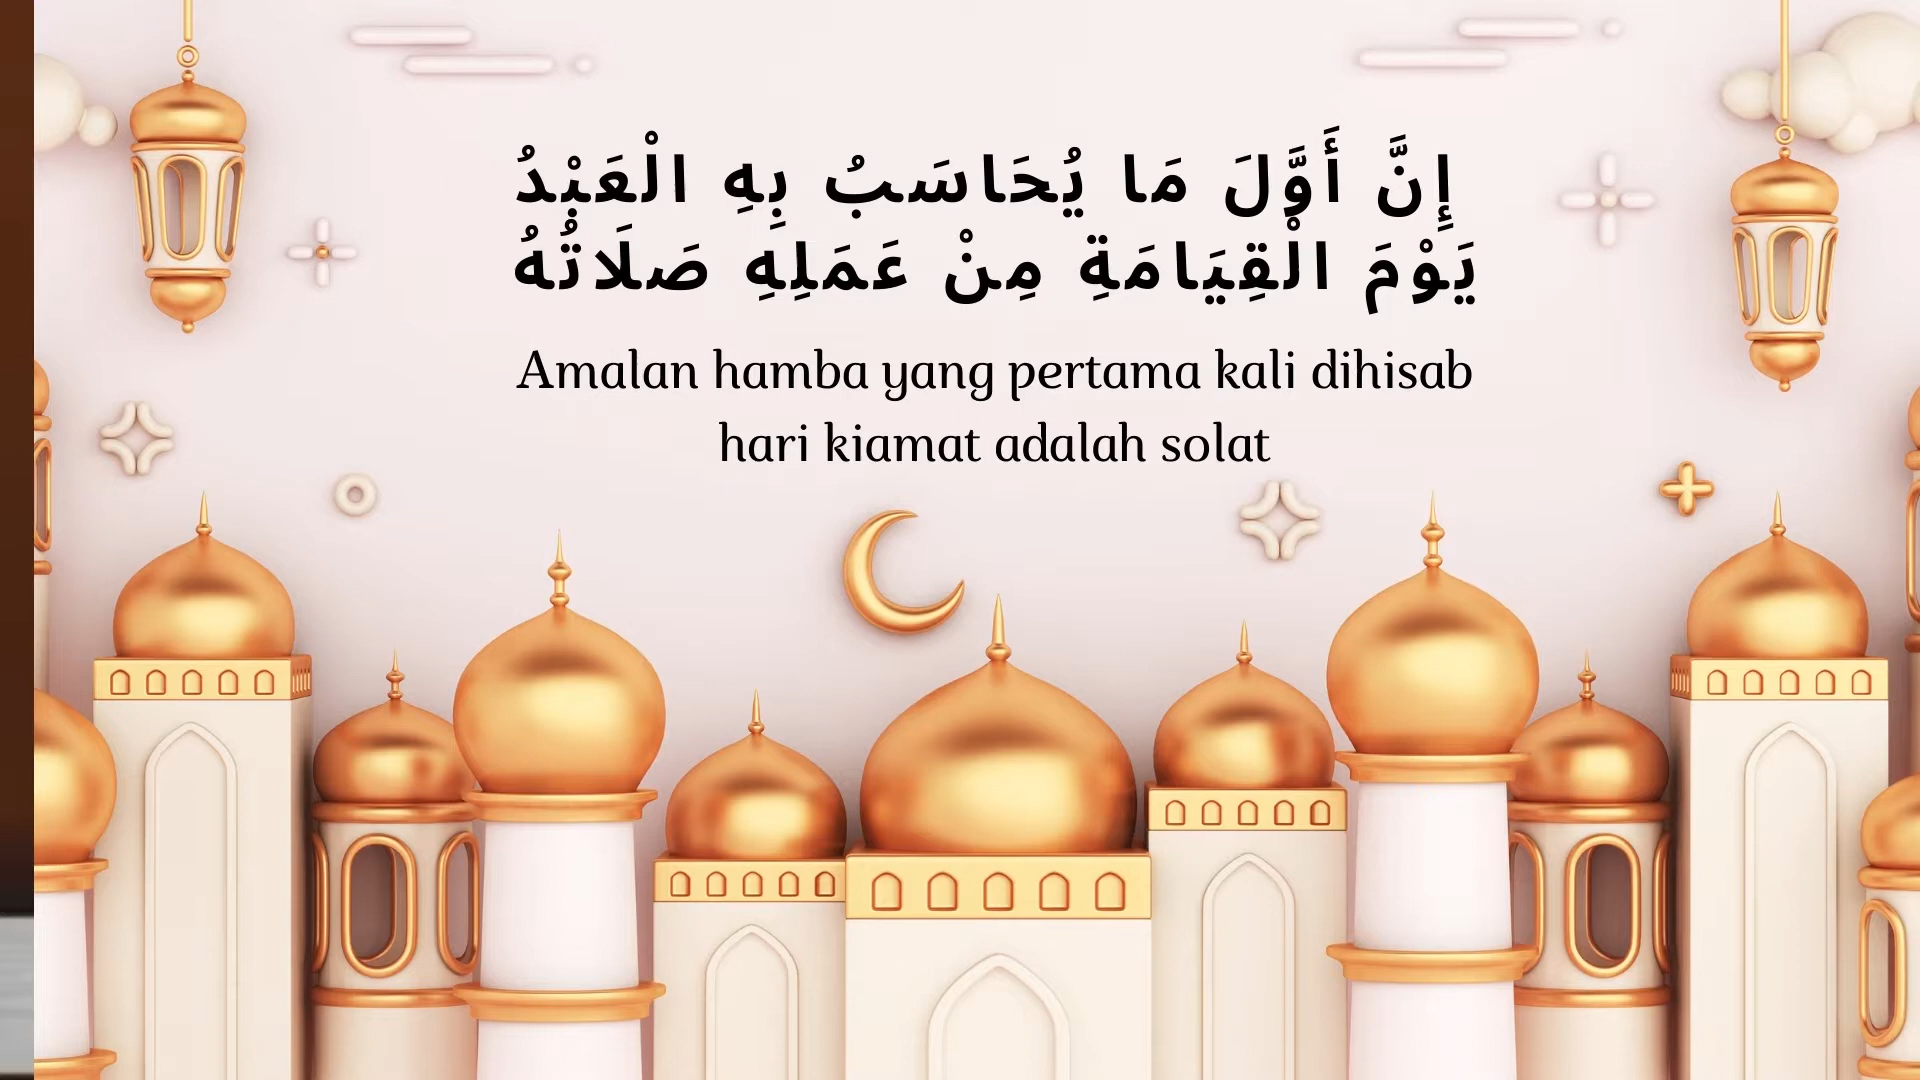 إِنَّ أَوَّلَ مَا يُحَاسَبُ بِهِ الْعَبْدُ
يَوْمَ الْقِيَامَةِ مِنْ عَمَلِهِ صَلَاتُهُ
Amalan hamba yang pertama kali dihisab
hari kiamat adalah solat